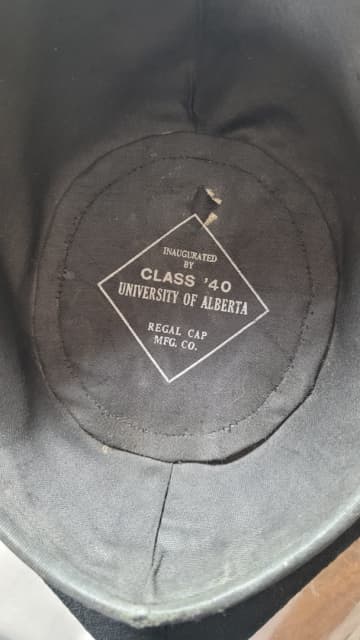 INAUGURATED
BY
CLASS '40
UNIVERSITY OF ALBERTA
REGAL CAP
MFG. CO.